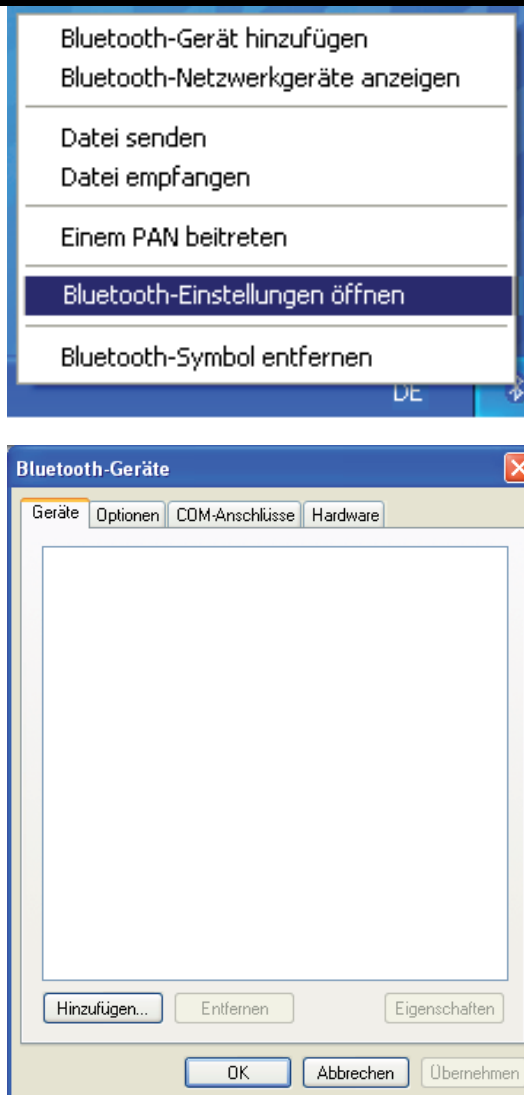 Bluetooth-Gerät hinzufügen
Bluetooth-Netzwerkgeräte anzeigen
Datei senden
Datei empfangen
Einem PAN beitreten
Bluetooth-Einstellungen öffnen
Bluetooth-Symbol entfernen
DE
Bluetooth-Geräte
Geräte Optionen COM-Anschlüsse Hardware
Hinzufügen... Entfernen Eigenschaften
OK Abbrechen Übernehmen